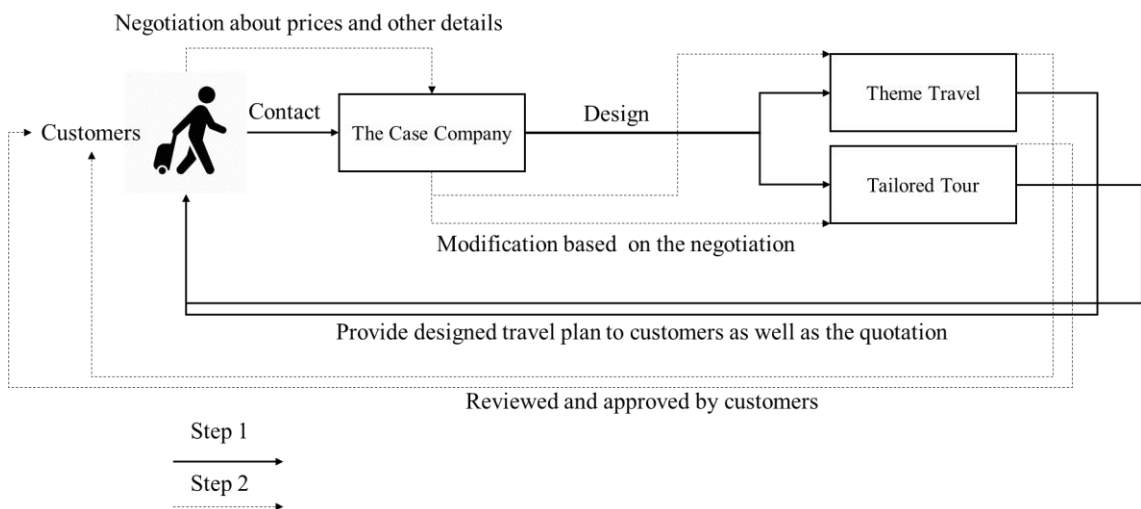 Negotiation about prices and other details
Theme Travel
Contact
Design
Customers
The Case Company
Tailored Tour
Modification based on the negotiation
Provide designed travel plan to customers as well as the quotation
Reviewed and approved by customers
Step 1
Step 2